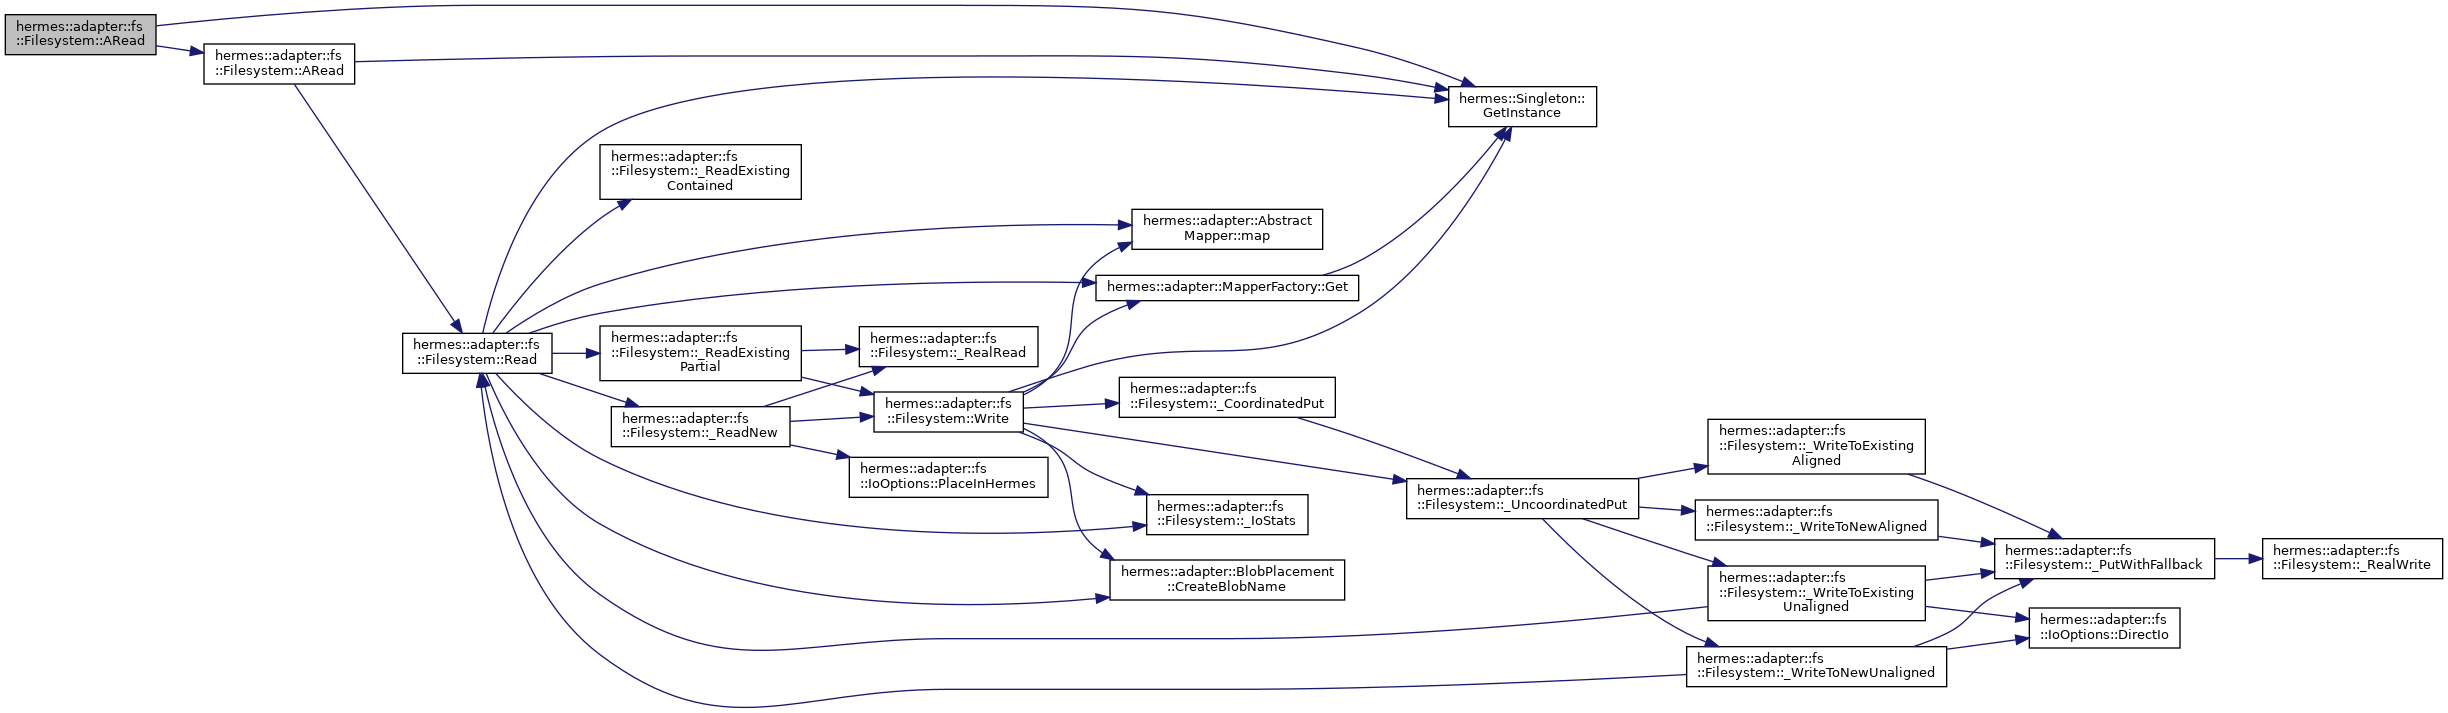 hermes::adapter::fs
::Filesystem::ARead
hermes::adapter::fs
::Filesystem::ARead
hermes::Singleton::
GetInstance
hermes::adapter::fs
::Filesystem::_ReadExisting
Contained
hermes::adapter::Abstract
Mapper::map
hermes::adapter::MapperFactory::Get
hermes::adapter::fs
::Filesystem::Read
hermes::adapter::fs
::Filesystem::_ReadExisting
Partial
hermes::adapter::fs
::Filesystem::_RealRead
hermes::adapter::fs
::Filesystem::_ReadNew
hermes::adapter::fs
::Filesystem::Write
hermes::adapter::fs
::Filesystem::_CoordinatedPut
hermes::adapter::fs
::IoOptions::PlaceInHermes
hermes::adapter::fs
::Filesystem::_UncoordinatedPut
hermes::adapter::fs
::Filesystem::_IoStats
hermes::adapter::BlobPlacement
::CreateBlobName
hermes::adapter::fs
::Filesystem::_WriteToExisting
Aligned
hermes::adapter::fs
::Filesystem::_WriteToNewAligned
hermes::adapter::fs
::Filesystem::_WriteToExisting
Unaligned
hermes::adapter::fs
::Filesystem::_WriteToNewUnaligned
hermes::adapter::fs
::Filesystem::_PutWithFallback
hermes::adapter::fs
::IoOptions::DirectIo
hermes::adapter::fs
::Filesystem::_RealWrite